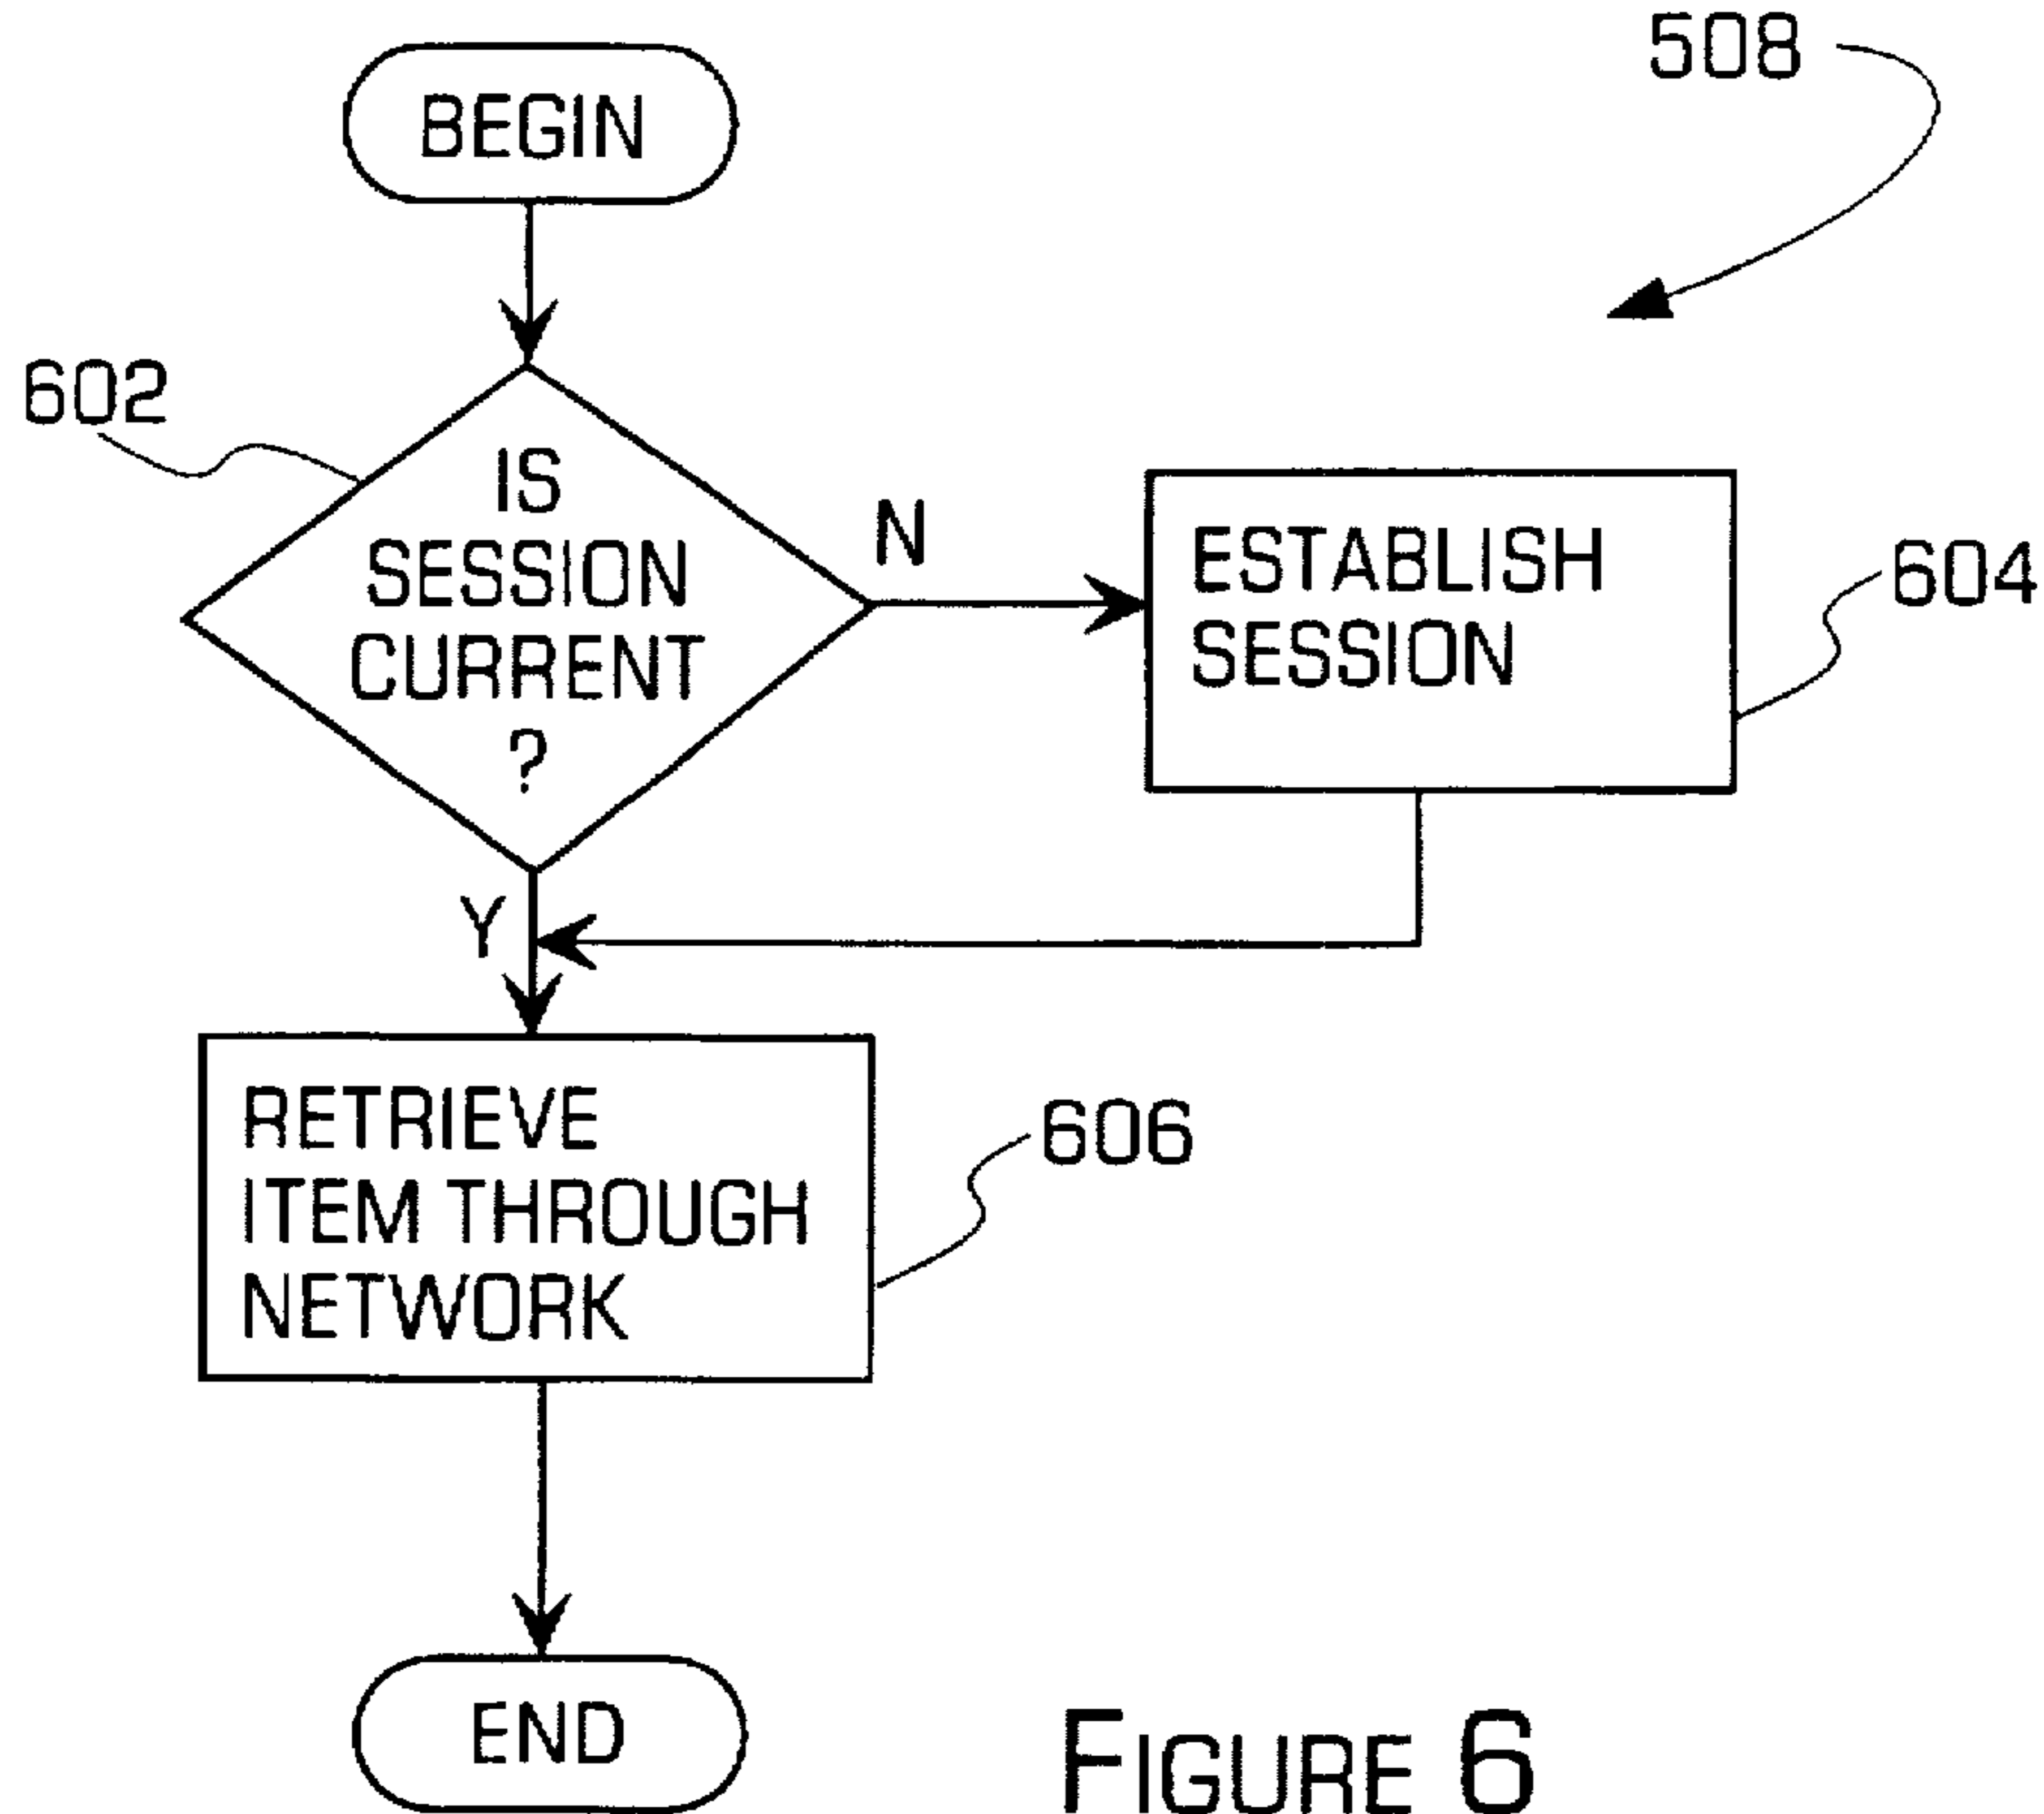 508
BEGIN
602
IS
SESSION
CURRENT
?
N
ESTABLISH
SESSION
604
Y
RETRIEVE
ITEM THROUGH
NETWORK
606
END
FIGURE 6